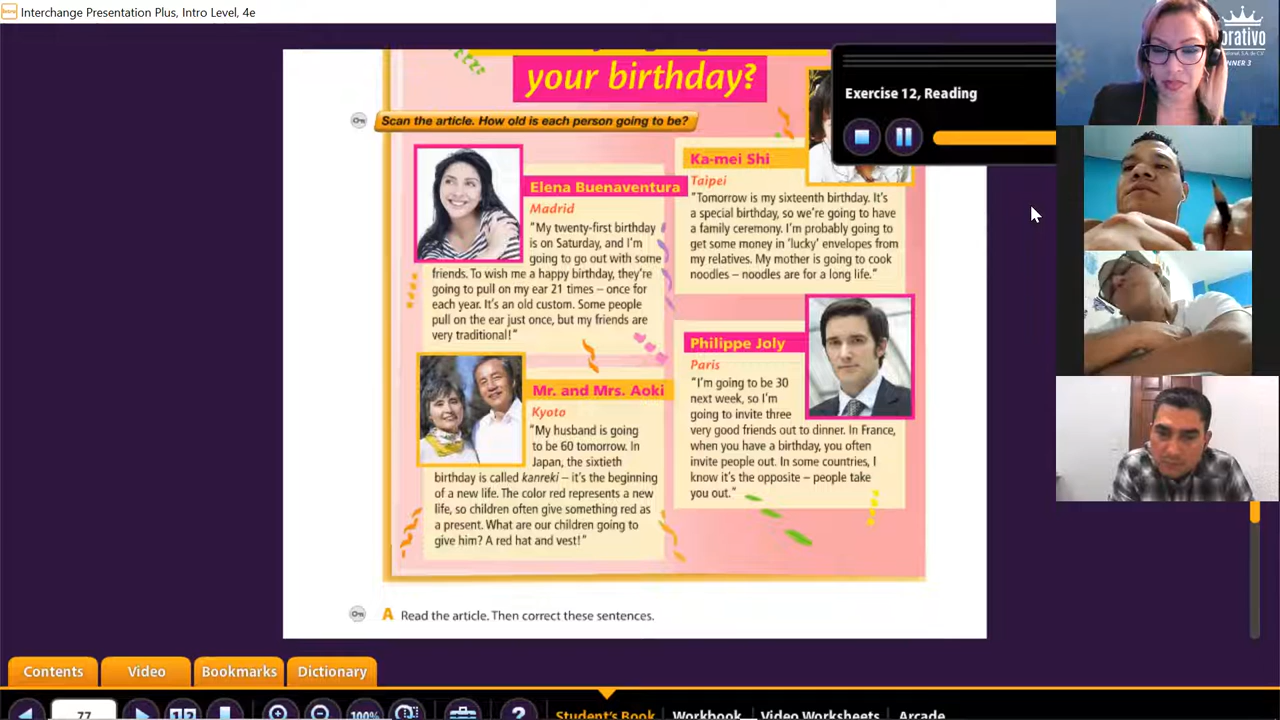 Interchange Presentation Plus, Intro Level, 4e
your birthday?
Scan the article. How old is each person going to be?
Elena Buenaventura
Madrid
"My twenty-first birthday
is on Saturday, and I'm
going to go out with some
friends. To wish me a happy birthday, they're
going to pull on my ear 21 times – once for
each year. It's an old custom. Some people
pull on the ear just once, but my friends are
very traditional!"
Mr. and Mrs. Aoki
Kyoto
"My husband is going
to be 60 tomorrow. In
Japan, the sixtieth
birthday is called kanreki – it's the beginning
of a new life. The color red represents a new
life, so children often give something red as
a present. What are our children going to
give him? A red hat and vest!"
Ka-mei Shi
Taipei
"Tomorrow is my sixteenth birthday. It's
a special birthday, so we're going to have
a family ceremony. I'm probably going to
get some money in 'lucky' envelopes from
my relatives. My mother is going to cook
noodles – noodles are for a long life."
Philippe Joly
Paris
"I'm going to be 30
next week, so I'm
going to invite three
very good friends out to dinner. In France,
when you have a birthday, you often
invite people out. In some countries, I
know it's the opposite – people take
you out."
A Read the article. Then correct these sentences.
Exercise 12, Reading
orativo
NNER 3
Contents Video Bookmarks Dictionary
77 100% ? Student's Book Workbook Video Worksheets Arcade